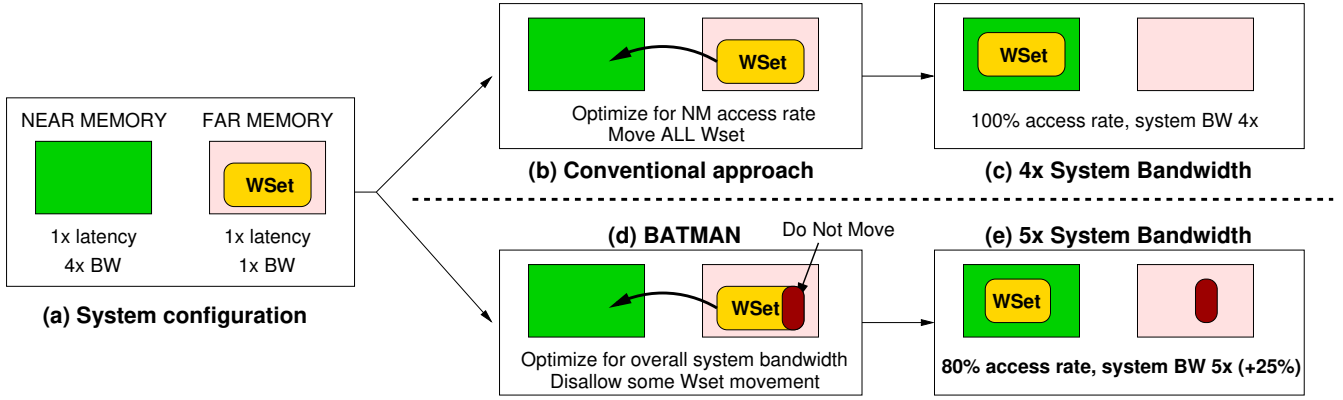 NEAR MEMORY
FAR MEMORY
WSet
1x latency
4x BW
1x latency
1x BW
(a) System configuration
WSet
Optimize for NM access rate
Move ALL Wset
(b) Conventional approach
WSet
100% access rate, system BW 4x
(c) 4x System Bandwidth
(d) BATMAN
Do Not Move
WSet
Optimize for overall system bandwidth
Disallow some Wset movement
(e) 5x System Bandwidth
WSet
80% access rate, system BW 5x (+25%)